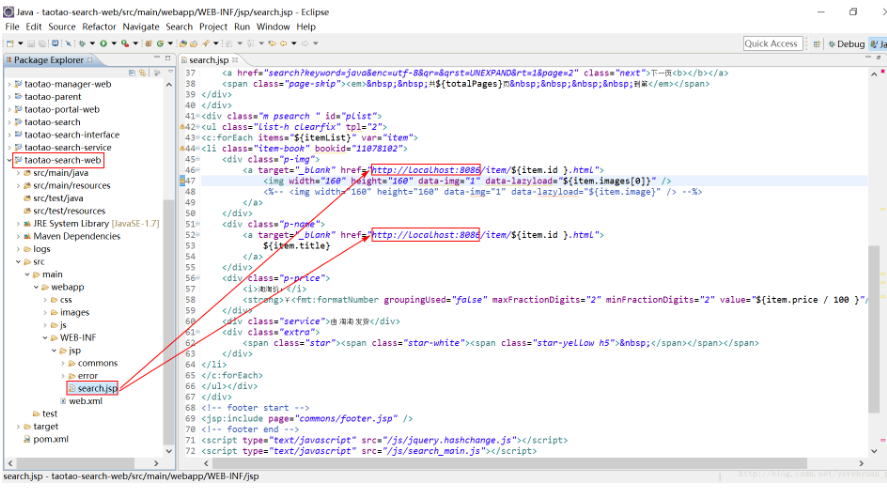 Java - taotao-search-web/src/main/webapp/WEB-INF/jsp/search.jsp - Eclipse
File Edit Source Refactor Navigate Search Project Run Window Help
Quick Access
Debug
Ja
Package Explorer
taotao-manager-web
taotao-parent
taotao-portal-web
taotao-search
taotao-search-interface
taotao-search-service
taotao-search-web
src/main/java
src/main/resources
src/test/java
src/test/resources
JRE System Library [JavaSE-1.7]
Maven Dependencies
logs
src
main
webapp
css
images
js
WEB-INF
jsp
commons
error
search.jsp
web.xml
test
target
pom.xml
search.jsp
37 <a href="search?keyword=java&enc=utf-8&qr=&qrst=UNEXPAND&rt=1&page=2" class="next">下一页<b></b></a>
38 <span class="page-skip"><em>&nbsp;&nbsp;共${totalPages}页&nbsp;&nbsp;&nbsp;&nbsp;到第</em></span>
39 </div>
40 </div>
41 <div class="m psearch " id="plist">
42 <ul class="list-h clearfix" tpl="2">
43 <c:forEach items="${itemList}" var="item">
44 <li class="item-book" bookid="11078102">
45 <div class="p-img">
46 <a target="_blank" href="http://localhost:8086/item/${item.id }.html">
47 <img width="160" height="160" data-img="1" data-lazyload="${item.images[0]}" />
48 <%-- <img width="160" height="160" data-img="1" data-lazyload="${item.image}" /> --%>
49 </a>
50 </div>
51 <div class="p-name">
52 <a target="_blank" href="http://localhost:8086/item/${item.id }.html">
53 ${item.title}
54 </a>
55 </div>
56 <div class="p-price">
57 <i>淘淘价:</i>
58 <strong>¥<fmt:formatNumber groupingUsed="false" maxFractionDigits="2" minFractionDigits="2" value="${item.price / 100 }"/
59 </div>
60 <div class="service">由 淘淘 发货</div>
61 <div class="extra">
62 <span class="star"><span class="star-white"><span class="star-yellow h5">&nbsp;</span></span></span>
63 </div>
64 </li>
65 </c:forEach>
66 </ul></div>
67 </div>
68 <!-- footer start -->
69 <jsp:include page="commons/footer.jsp" />
70 <!-- footer end -->
71 <script type="text/javascript" src="/js/jquery.hashchange.js"></script>
72 <script type="text/javascript" src="/js/search_main.js"></script>
search.jsp - taotao-search-web/src/main/webapp/WEB-INF/jsp